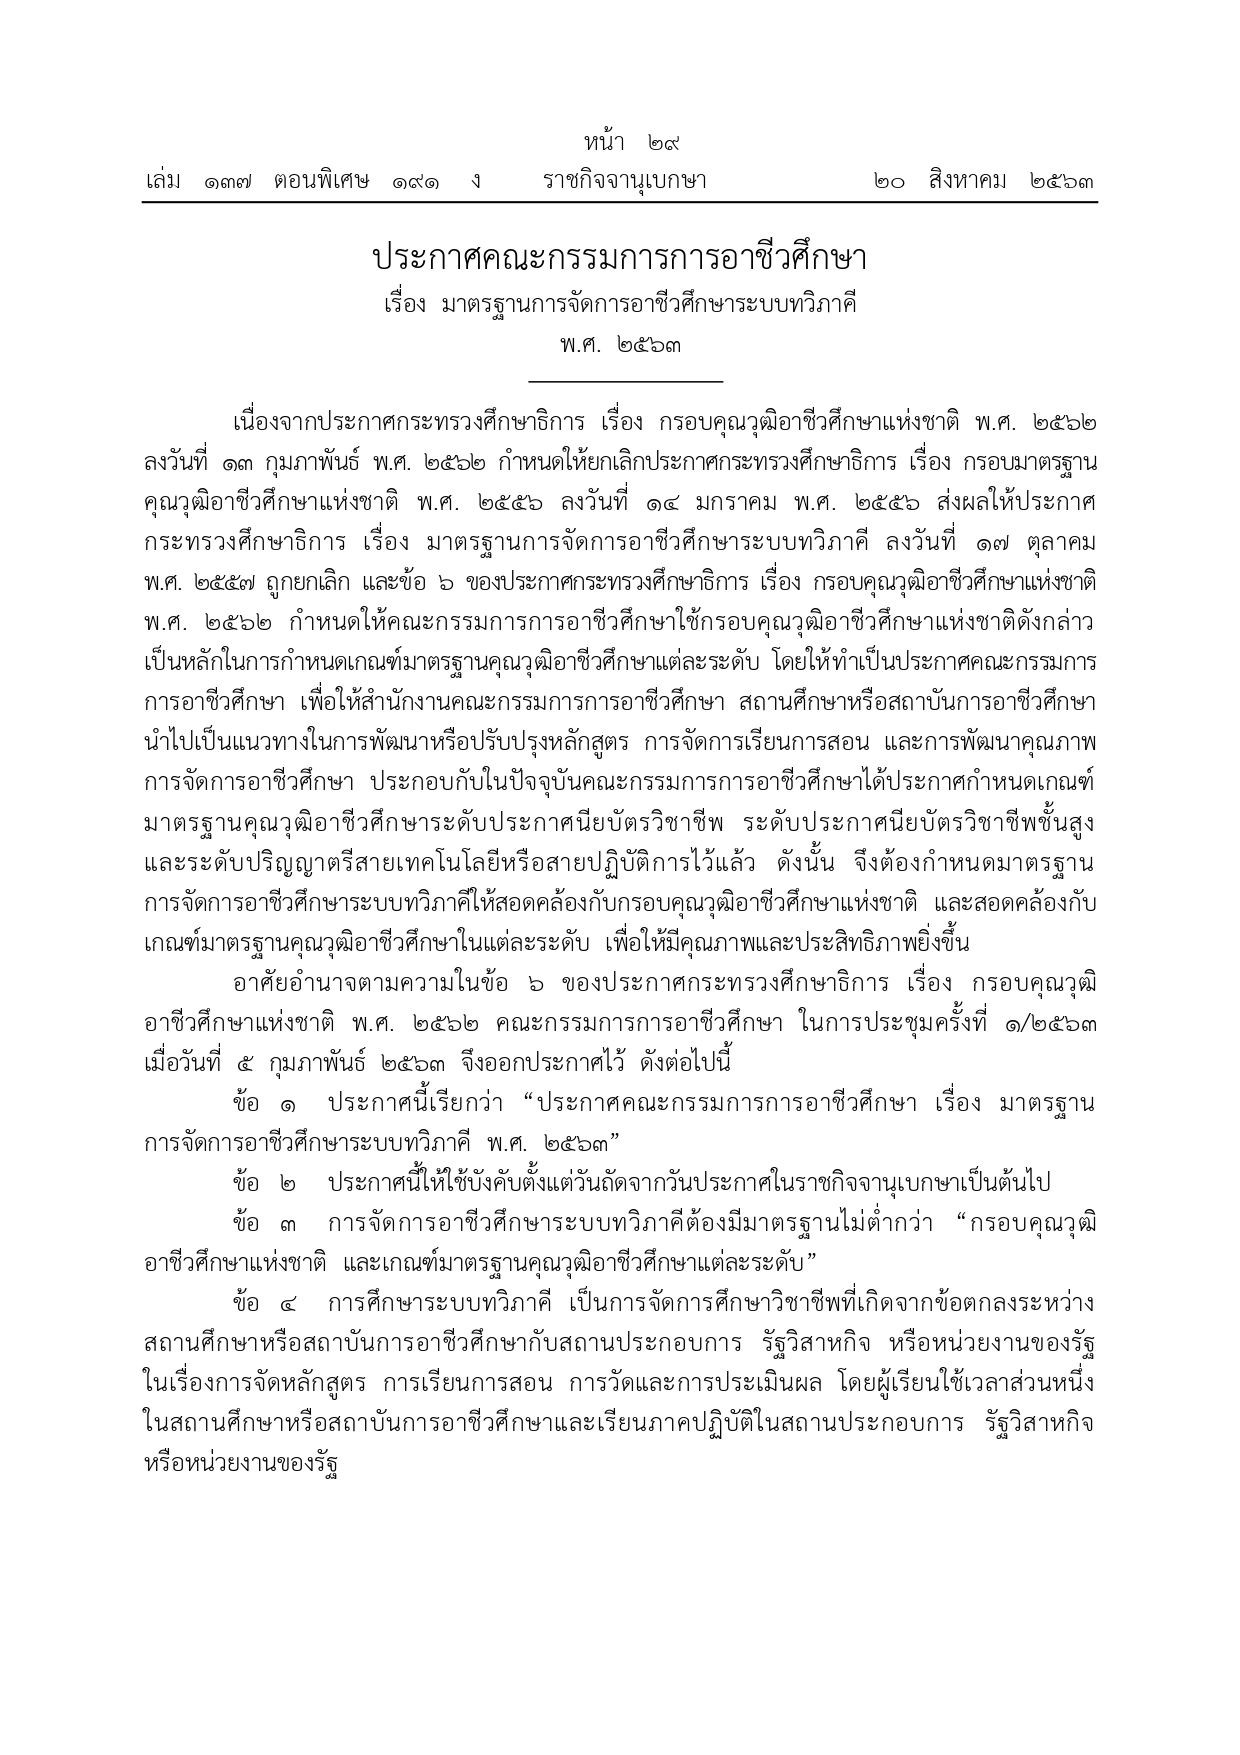 หน้า ๒๙
เล่ม ๑๓๗ ตอนพิเศษ ๑๙๑ ง ราชกิจจานุเบกษา ๒๐ สิงหาคม ๒๕๖๓
ประกาศคณะกรรมการการอาชีวศึกษา
เรื่อง มาตรฐานการจัดการอาชีวศึกษาระบบทวิภาคี
พ.ศ. ๒๕๖๓
เนื่องจากประกาศกระทรวงศึกษาธิการ เรื่อง กรอบคุณวุฒิอาชีวศึกษาแห่งชาติ พ.ศ. ๒๕๖๒
ลงวันที่ ๑๓ กุมภาพันธ์ พ.ศ. ๒๕๖๒ กำหนดให้ยกเลิกประกาศกระทรวงศึกษาธิการ เรื่อง กรอบมาตรฐาน
คุณวุฒิอาชีวศึกษาแห่งชาติ พ.ศ. ๒๕๕๖ ลงวันที่ ๑๔ มกราคม พ.ศ. ๒๕๕๖ ส่งผลให้ประกาศ
กระทรวงศึกษาธิการ เรื่อง มาตรฐานการจัดการอาชีวศึกษาระบบทวิภาคี ลงวันที่ ๑๗ ตุลาคม
พ.ศ. ๒๕๕๗ ถูกยกเลิก และข้อ ๖ ของประกาศกระทรวงศึกษาธิการ เรื่อง กรอบคุณวุฒิอาชีวศึกษาแห่งชาติ
พ.ศ. ๒๕๖๒ กำหนดให้คณะกรรมการการอาชีวศึกษาใช้กรอบคุณวุฒิอาชีวศึกษาแห่งชาติดังกล่าว
เป็นหลักในการกำหนดเกณฑ์มาตรฐานคุณวุฒิอาชีวศึกษาแต่ละระดับ โดยให้ทำเป็นประกาศคณะกรรมการ
การอาชีวศึกษา เพื่อให้สำนักงานคณะกรรมการการอาชีวศึกษา สถานศึกษาหรือสถาบันการอาชีวศึกษา
นำไปเป็นแนวทางในการพัฒนาหรือปรับปรุงหลักสูตร การจัดการเรียนการสอน และการพัฒนาคุณภาพ
การจัดการอาชีวศึกษา ประกอบกับในปัจจุบันคณะกรรมการการอาชีวศึกษาได้ประกาศกำหนดเกณฑ์
มาตรฐานคุณวุฒิอาชีวศึกษาระดับประกาศนียบัตรวิชาชีพ ระดับประกาศนียบัตรวิชาชีพชั้นสูง
และระดับปริญญาตรีสายเทคโนโลยีหรือสายปฏิบัติการไว้แล้ว ดังนั้น จึงต้องกำหนดมาตรฐาน
การจัดการอาชีวศึกษาระบบทวิภาคีให้สอดคล้องกับกรอบคุณวุฒิอาชีวศึกษาแห่งชาติ และสอดคล้องกับ
เกณฑ์มาตรฐานคุณวุฒิอาชีวศึกษาในแต่ละระดับ เพื่อให้มีคุณภาพและประสิทธิภาพยิ่งขึ้น
อาศัยอำนาจตามความในข้อ ๖ ของประกาศกระทรวงศึกษาธิการ เรื่อง กรอบคุณวุฒิ
อาชีวศึกษาแห่งชาติ พ.ศ. ๒๕๖๒ คณะกรรมการการอาชีวศึกษา ในการประชุมครั้งที่ ๑/๒๕๖๓
เมื่อวันที่ ๕ กุมภาพันธ์ ๒๕๖๓ จึงออกประกาศไว้ ดังต่อไปนี้
ข้อ ๑ ประกาศนี้เรียกว่า “ประกาศคณะกรรมการการอาชีวศึกษา เรื่อง มาตรฐาน
การจัดการอาชีวศึกษาระบบทวิภาคี พ.ศ. ๒๕๖๓”
ข้อ ๒ ประกาศนี้ให้ใช้บังคับตั้งแต่วันถัดจากวันประกาศในราชกิจจานุเบกษาเป็นต้นไป
ข้อ ๓ การจัดการอาชีวศึกษาระบบทวิภาคีต้องมีมาตรฐานไม่ต่ำกว่า “กรอบคุณวุฒิ
อาชีวศึกษาแห่งชาติ และเกณฑ์มาตรฐานคุณวุฒิอาชีวศึกษาแต่ละระดับ”
ข้อ ๔ การศึกษาระบบทวิภาคี เป็นการจัดการศึกษาวิชาชีพที่เกิดจากข้อตกลงระหว่าง
สถานศึกษาหรือสถาบันการอาชีวศึกษากับสถานประกอบการ รัฐวิสาหกิจ หรือหน่วยงานของรัฐ
ในเรื่องการจัดหลักสูตร การเรียนการสอน การวัดและการประเมินผล โดยผู้เรียนใช้เวลาส่วนหนึ่ง
ในสถานศึกษาหรือสถาบันการอาชีวศึกษาและเรียนภาคปฏิบัติในสถานประกอบการ รัฐวิสาหกิจ
หรือหน่วยงานของรัฐ